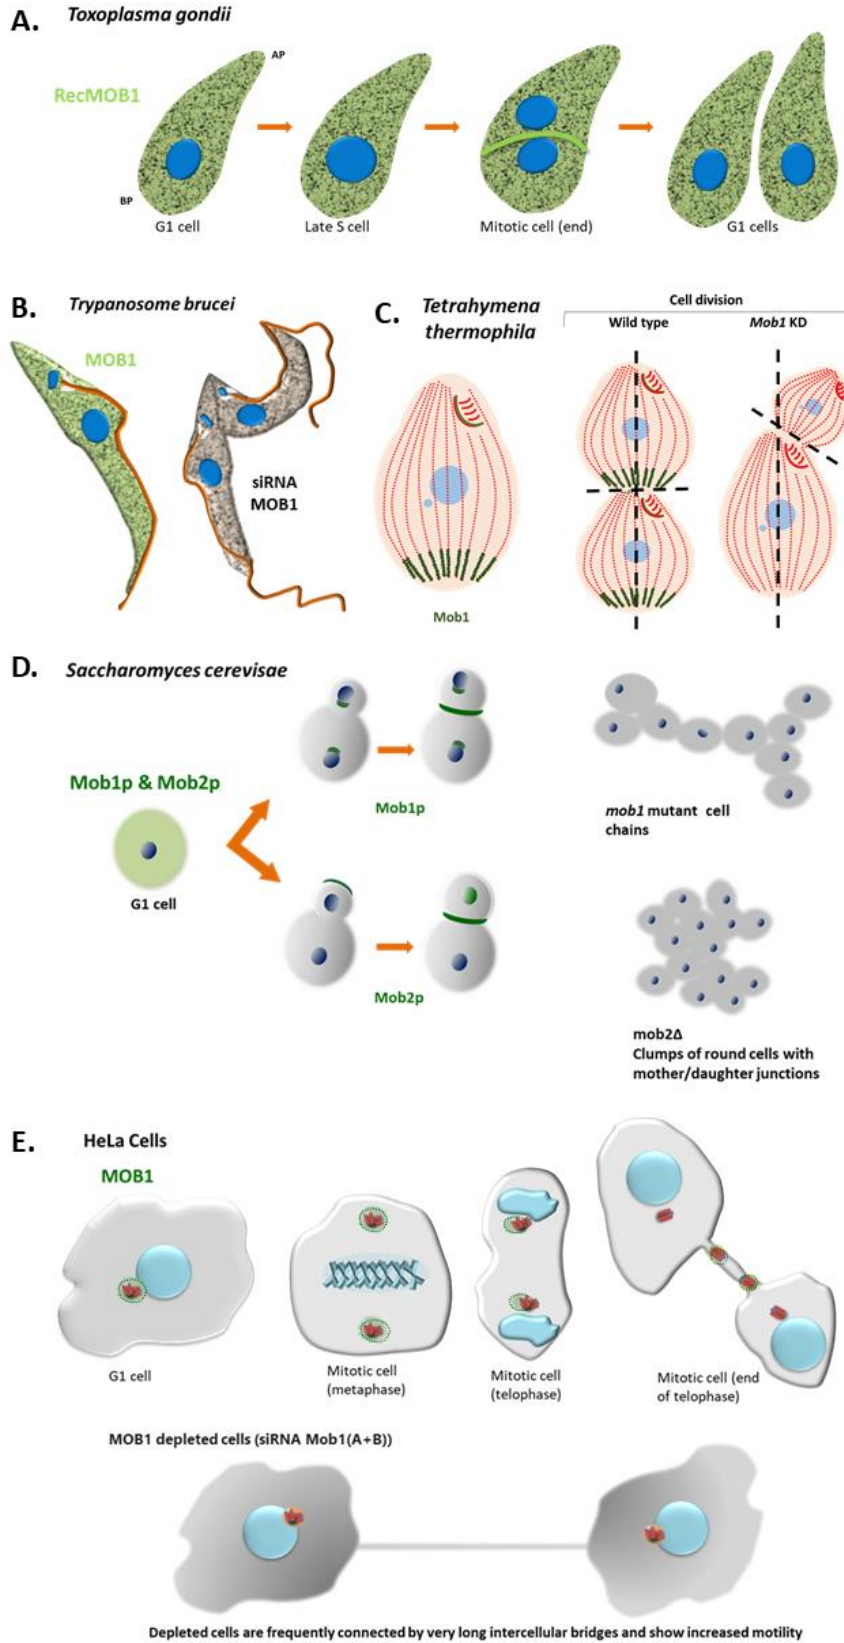 A.
Toxoplasma gondii
AP
RecMOB1
BP
G1 cell
Late S cell
Mitotic cell (end)
G1 cells
B.
Trypanosome brucei
MOB1
siRNA
MOB1
C.
Tetrahymena
thermophila
Cell division
Wild type
Mob1 KD
Mob1
D.
Saccharomyces cerevisae
Mob1p & Mob2p
G1 cell
Mob1p
mob1 mutant cell
chains
Mob2p
mob2Δ
Clumps of round cells with
mother/daughter junctions
E.
HeLa Cells
MOB1
G1 cell
Mitotic cell
(metaphase)
Mitotic cell
(telophase)
Mitotic cell (end
of telophase)
MOB1 depleted cells (siRNA Mob1(A+B))
Depleted cells are frequently connected by very long intercellular bridges and show increased motility